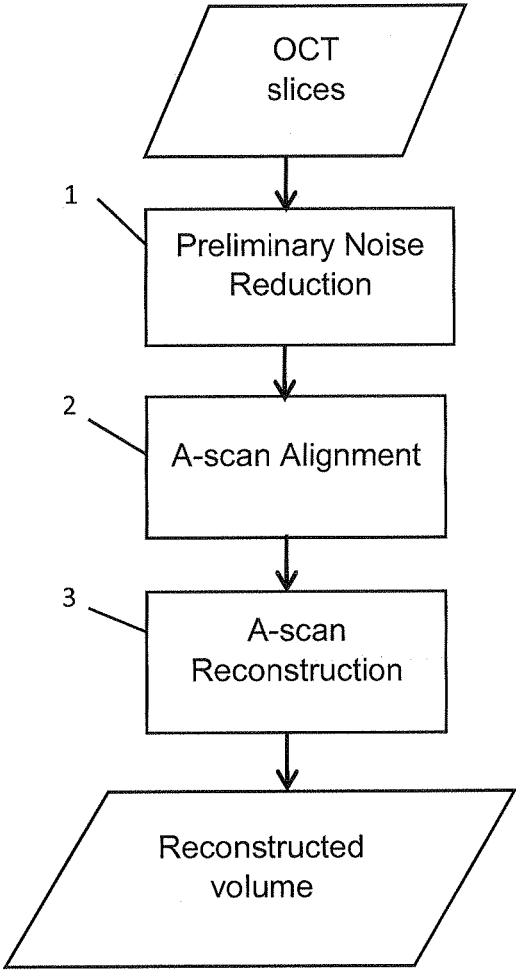 OCT
slices
1
Preliminary Noise
Reduction
2
A-scan Alignment
3
A-scan
Reconstruction
Reconstructed
volume